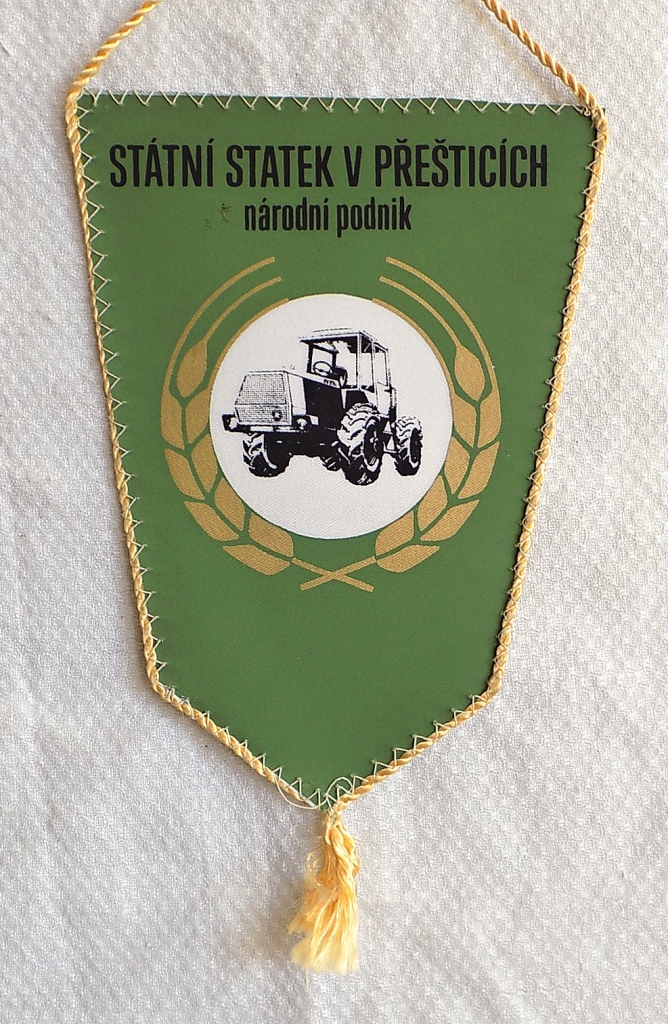 STÁTNÍ STATEK V PŘEŠTICÍCH
národní podnik